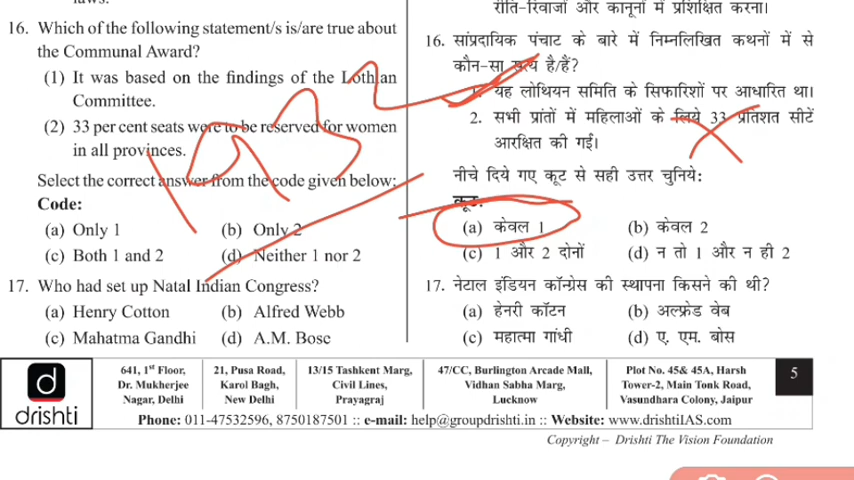 laws.
16. Which of the following statement/s is/are true about
the Communal Award?
(1) It was based on the findings of the Lothian
Committee.
(2) 33 per cent seats were to be reserved for women
in all provinces.
Select the correct answer from the code given below:
Code:
(a) Only 1 (b) Only 2
(c) Both 1 and 2 (d) Neither 1 nor 2
17. Who had set up Natal Indian Congress?
(a) Henry Cotton (b) Alfred Webb
(c) Mahatma Gandhi (d) A.M. Bose
रीति-रिवाजों और कानूनों में प्रशिक्षित करना।
16. सांप्रदायिक पंचाट के बारे में निम्नलिखित कथनों में से
कौन-सा सत्य है/हैं?
1. यह लोथियन समिति के सिफारिशों पर आधारित था।
2. सभी प्रांतों में महिलाओं के लिये 33 प्रतिशत सीटें
आरक्षित की गईं।
नीचे दिये गए कूट से सही उत्तर चुनिये:
कूट:
(a) केवल 1 (b) केवल 2
(c) 1 और 2 दोनों (d) न तो 1 और न ही 2
17. नेटाल इंडियन कॉन्ग्रेस की स्थापना किसने की थी?
(a) हेनरी कॉटन (b) अल्फ्रेड वेब
(c) महात्मा गांधी (d) ए. एम. बोस
1932
drishti
641, 1st Floor,
Dr. Mukherjee
Nagar, Delhi
21, Pusa Road,
Karol Bagh,
New Delhi
13/15 Tashkent Marg,
Civil Lines,
Prayagraj
47/CC, Burlington Arcade Mall,
Vidhan Sabha Marg,
Lucknow
Plot No. 45& 45A, Harsh
Tower-2, Main Tonk Road,
Vasundhara Colony, Jaipur
5
Phone: 011-47532596, 8750187501 :: e-mail: help@groupdrishti.in :: Website: www.drishtiIAS.com
Copyright – Drishti The Vision Foundation